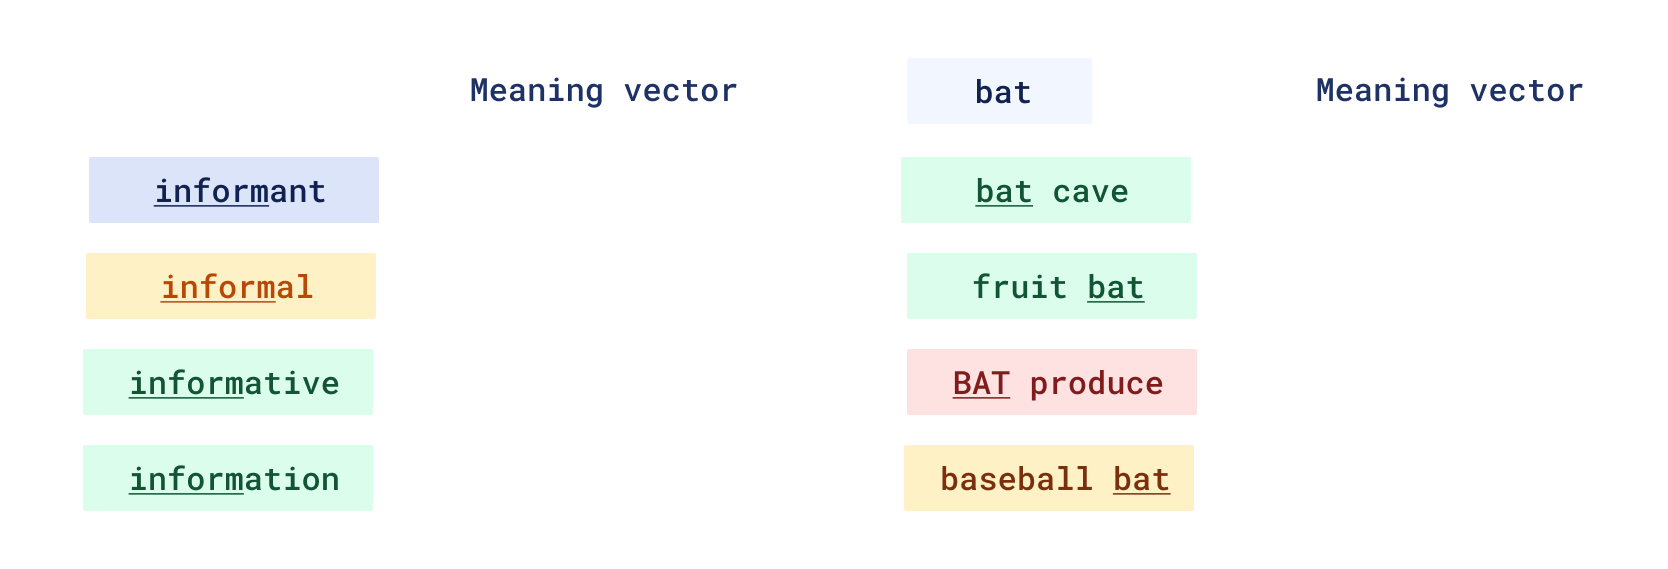 Meaning vector
informant
informal
informative
information
bat
Meaning vector
bat cave
fruit bat
BAT produce
baseball bat